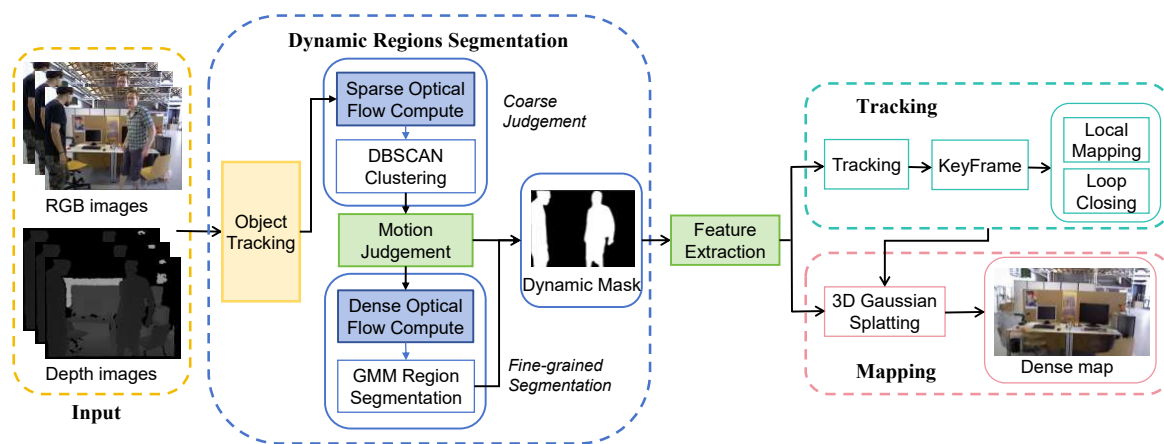 RGB images
Depth images
Input
Dynamic Regions Segmentation
Object
Tracking
Sparse Optical
Flow Compute
DBSCAN
Clustering
Coarse
Judgement
Motion
Judgement
Dense Optical
Flow Compute
GMM Region
Segmentation
Fine-grained
Segmentation
Dynamic Mask
Feature
Extraction
Tracking
Tracking
KeyFrame
Local
Mapping
Loop
Closing
3D Gaussian
Splatting
Dense map
Mapping